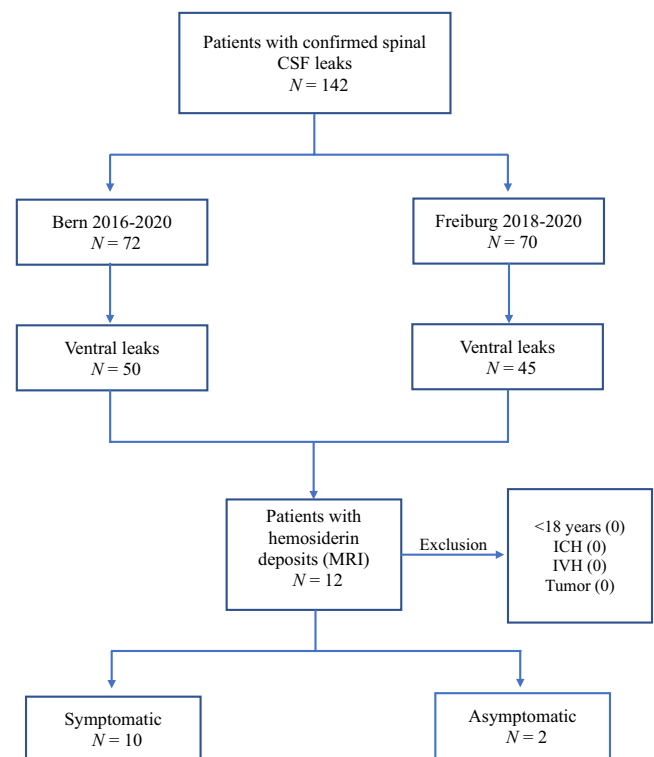 Patients with confirmed spinal
CSF leaks
N = 142
Bern 2016-2020
N = 72
Freiburg 2018-2020
N = 70
Ventral leaks
N = 50
Ventral leaks
N = 45
Patients with
hemosiderin
deposits (MRI)
N = 12
Exclusion
<18 years (0)
ICH (0)
IVH (0)
Tumor (0)
Symptomatic
N = 10
Asymptomatic
N = 2